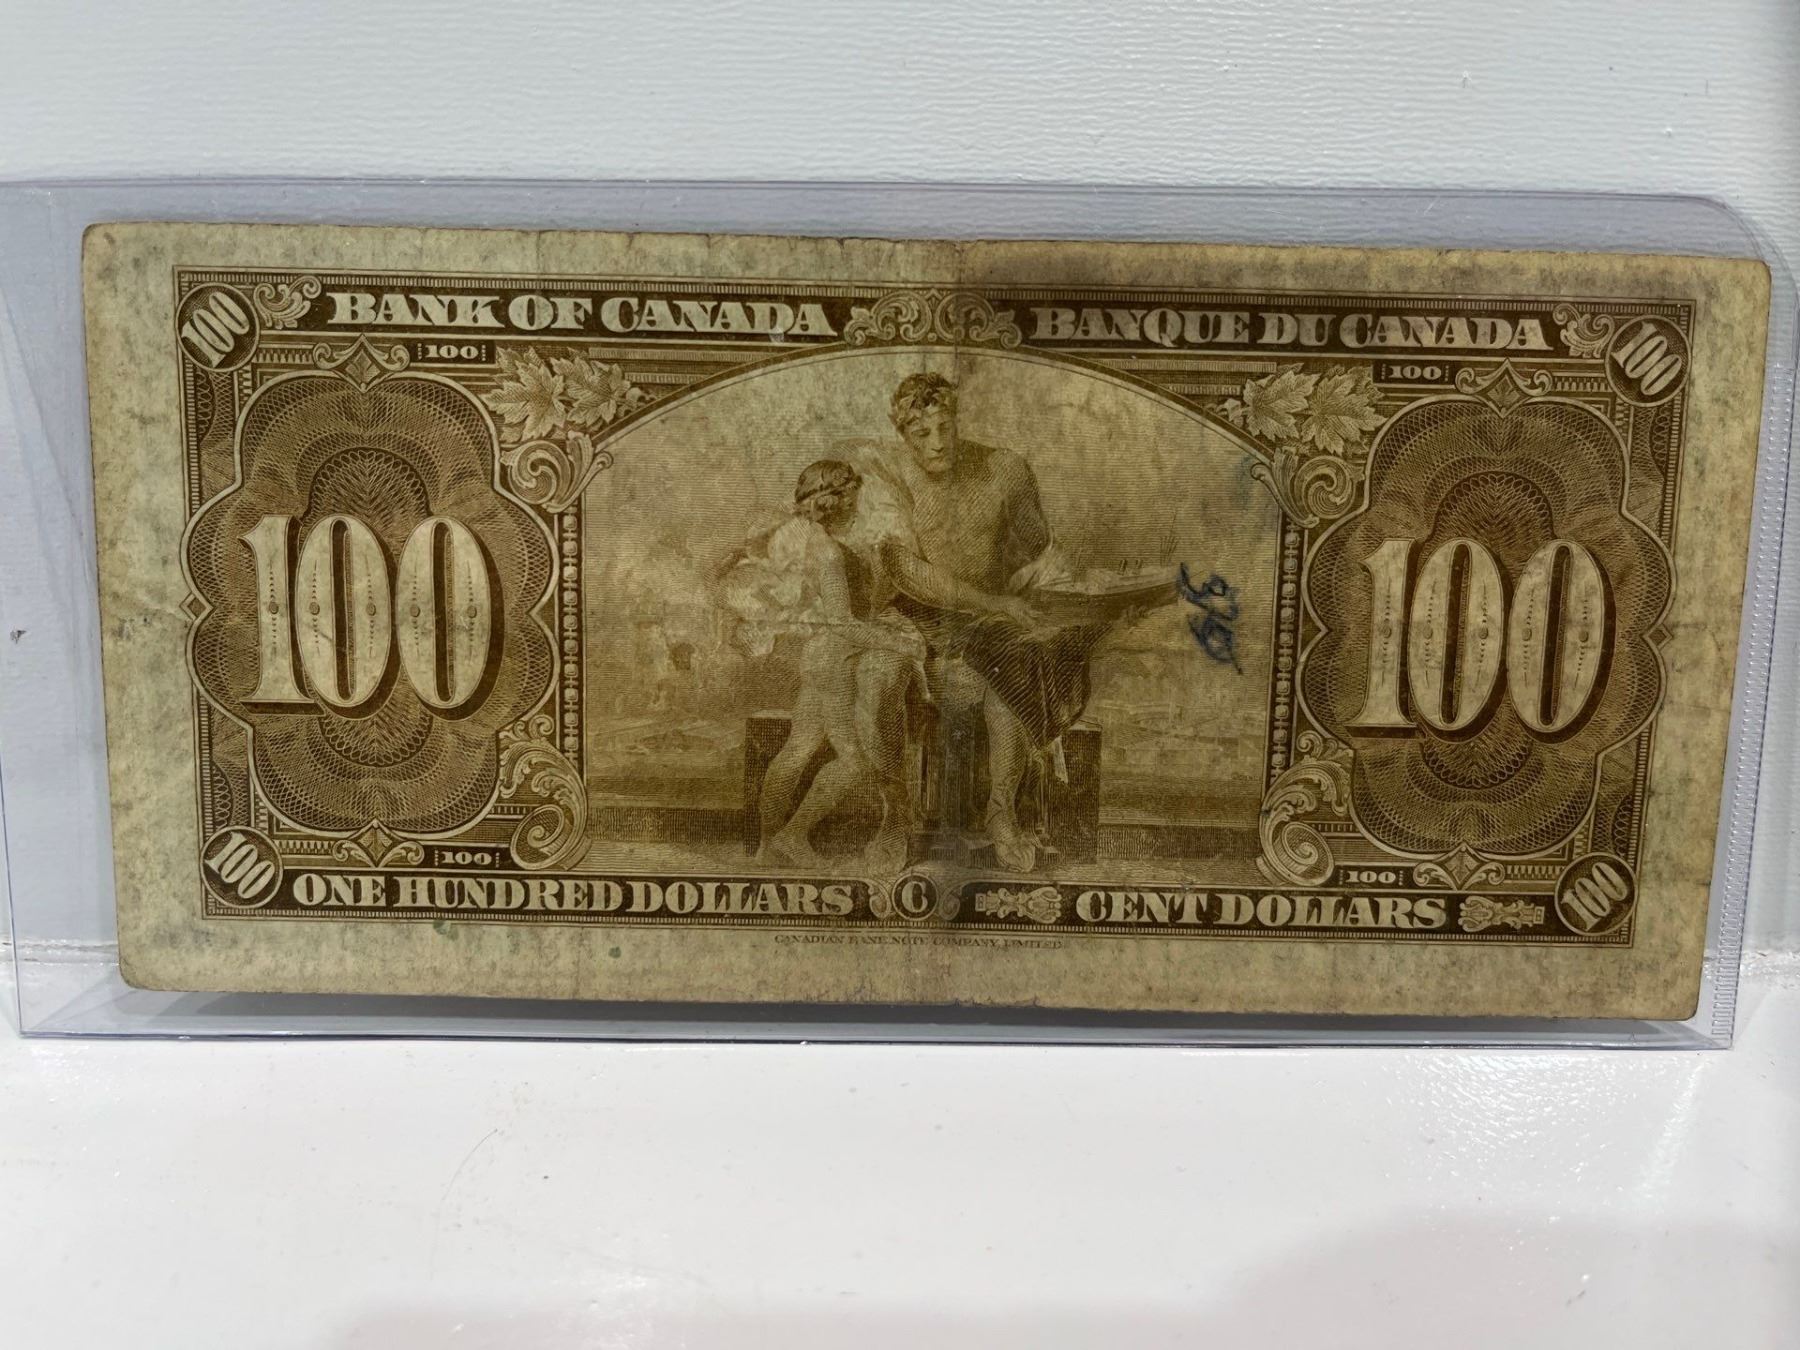 100 BANK OF CANADA BANQUE DU CANADA 100
100 100
100 100
100 100
100 ONE HUNDRED DOLLARS C CENT DOLLARS 100
CANADIAN BANK NOTE COMPANY, LIMITED